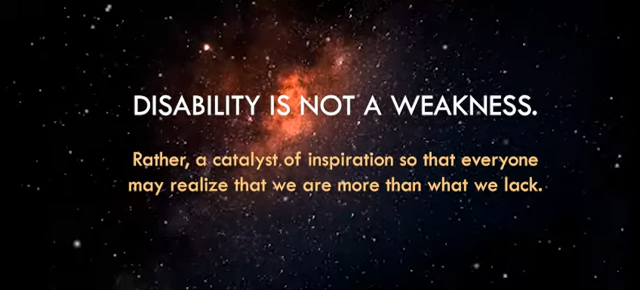 DISABILITY IS NOT A WEAKNESS.
Rather, a catalyst of inspiration so that everyone
may realize that we are more than what we lack.